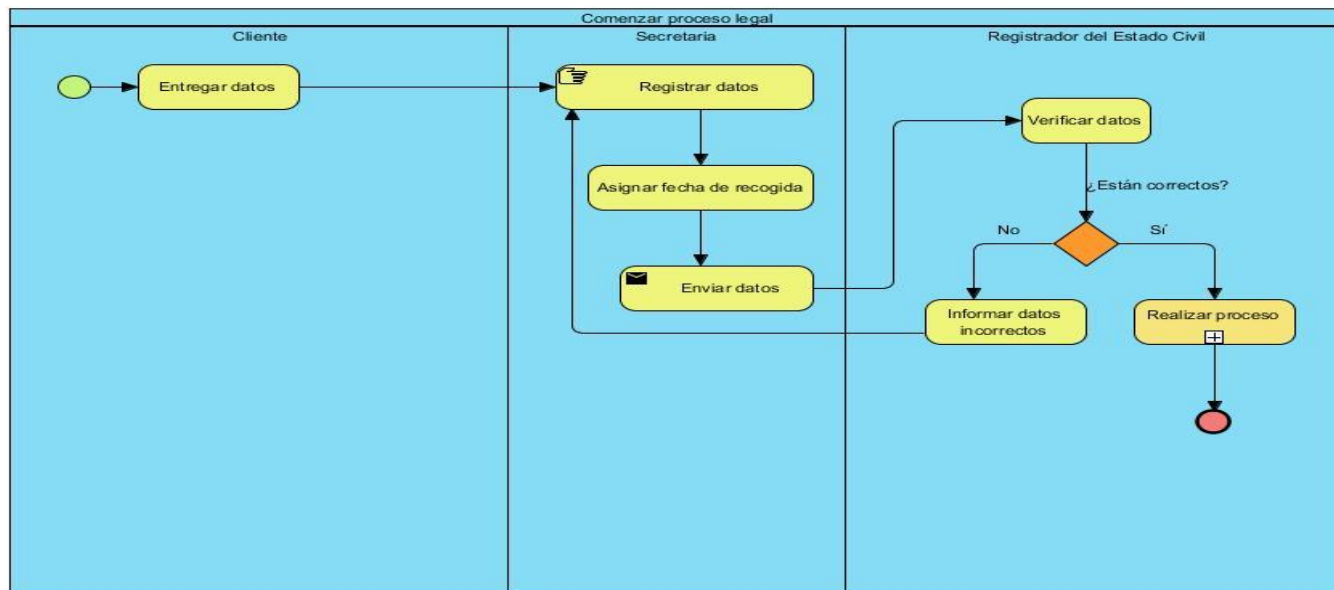 Comenzar proceso legal
Cliente
Secretaria
Registrador del Estado Civil
Entregar datos
Registrar datos
Verificar datos
Asignar fecha de recogida
¿Están correctos?
No
Sí
Enviar datos
Informar datos
incorrectos
Realizar proceso